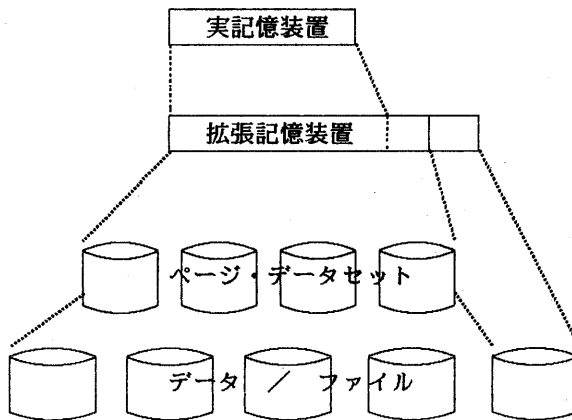 実記憶装置
拡張記憶装置
ページ・データセット
データ / ファイル